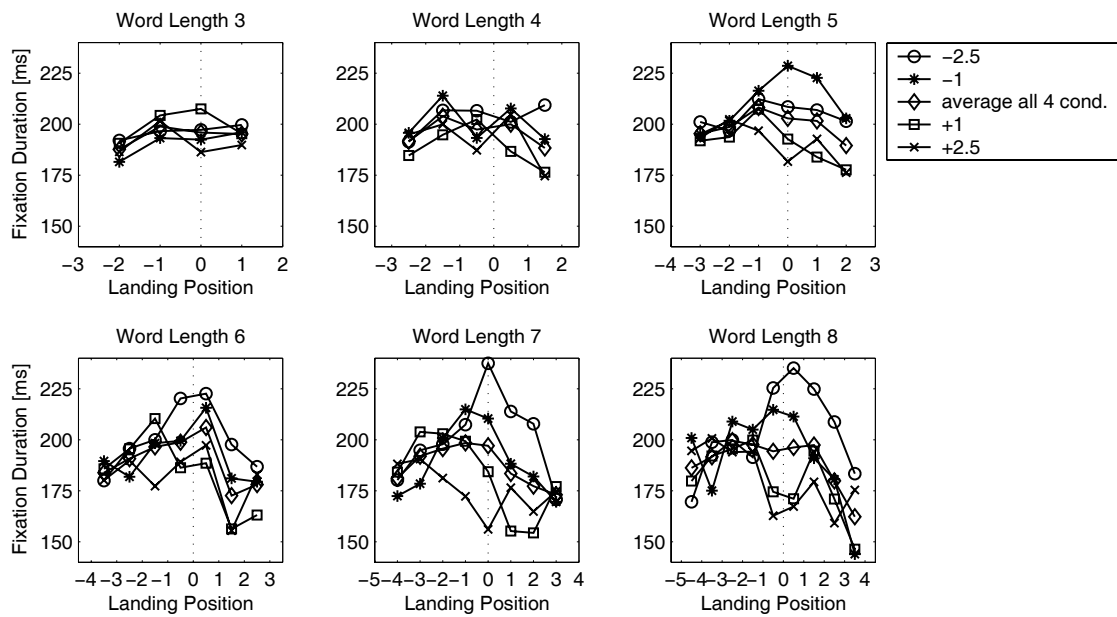 Word Length 3
Word Length 4
Word Length 5
Fixation Duration [ms]
225
200
175
150
−3 −2 −1 0 1 2
Landing Position
225
200
175
150
−2 0 2
Landing Position
225
200
175
150
−4 −3 −2 −1 0 1 2 3
Landing Position
−2.5
−1
average all 4 cond.
+1
+2.5
Word Length 6
Word Length 7
Word Length 8
Fixation Duration [ms]
225
200
175
150
−4 −3 −2 −1 0 1 2 3
Landing Position
225
200
175
150
−5 −4 −3 −2 −1 0 1 2 3 4
Landing Position
225
200
175
150
−5 −4 −3 −2 −1 0 1 2 3 4
Landing Position